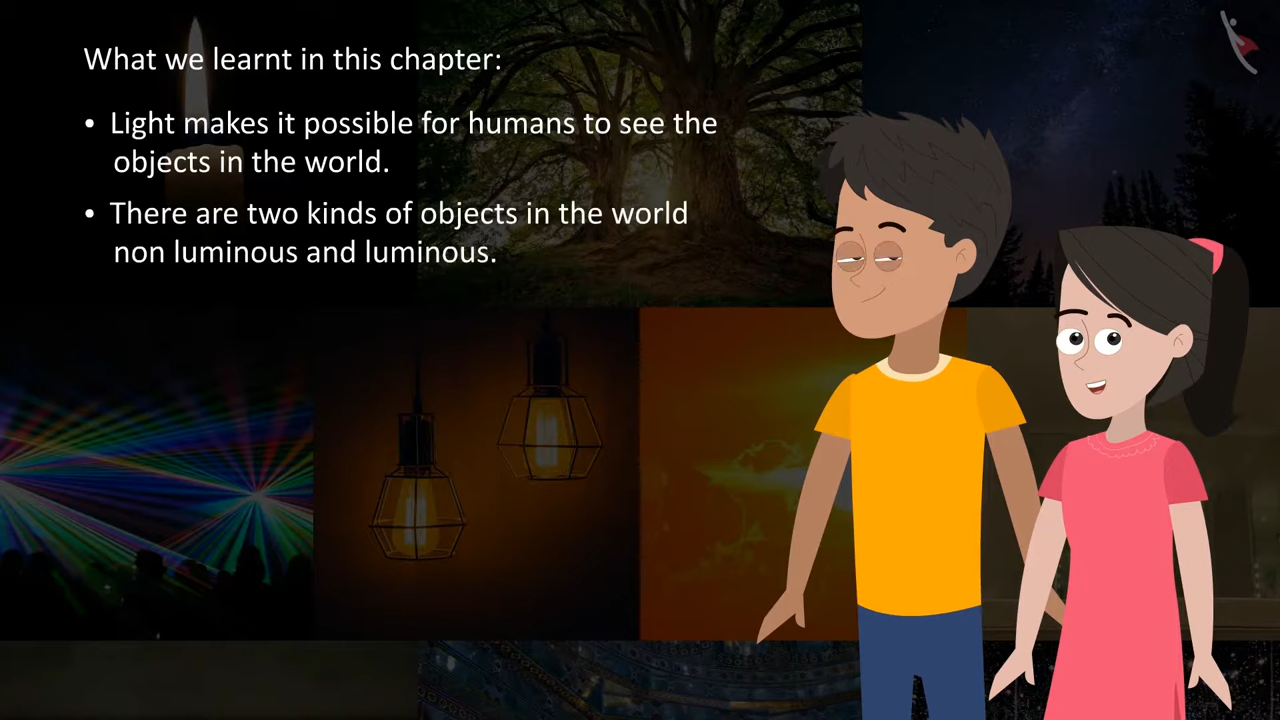 What we learnt in this chapter:
• Light makes it possible for humans to see the
objects in the world.
• There are two kinds of objects in the world
non luminous and luminous.